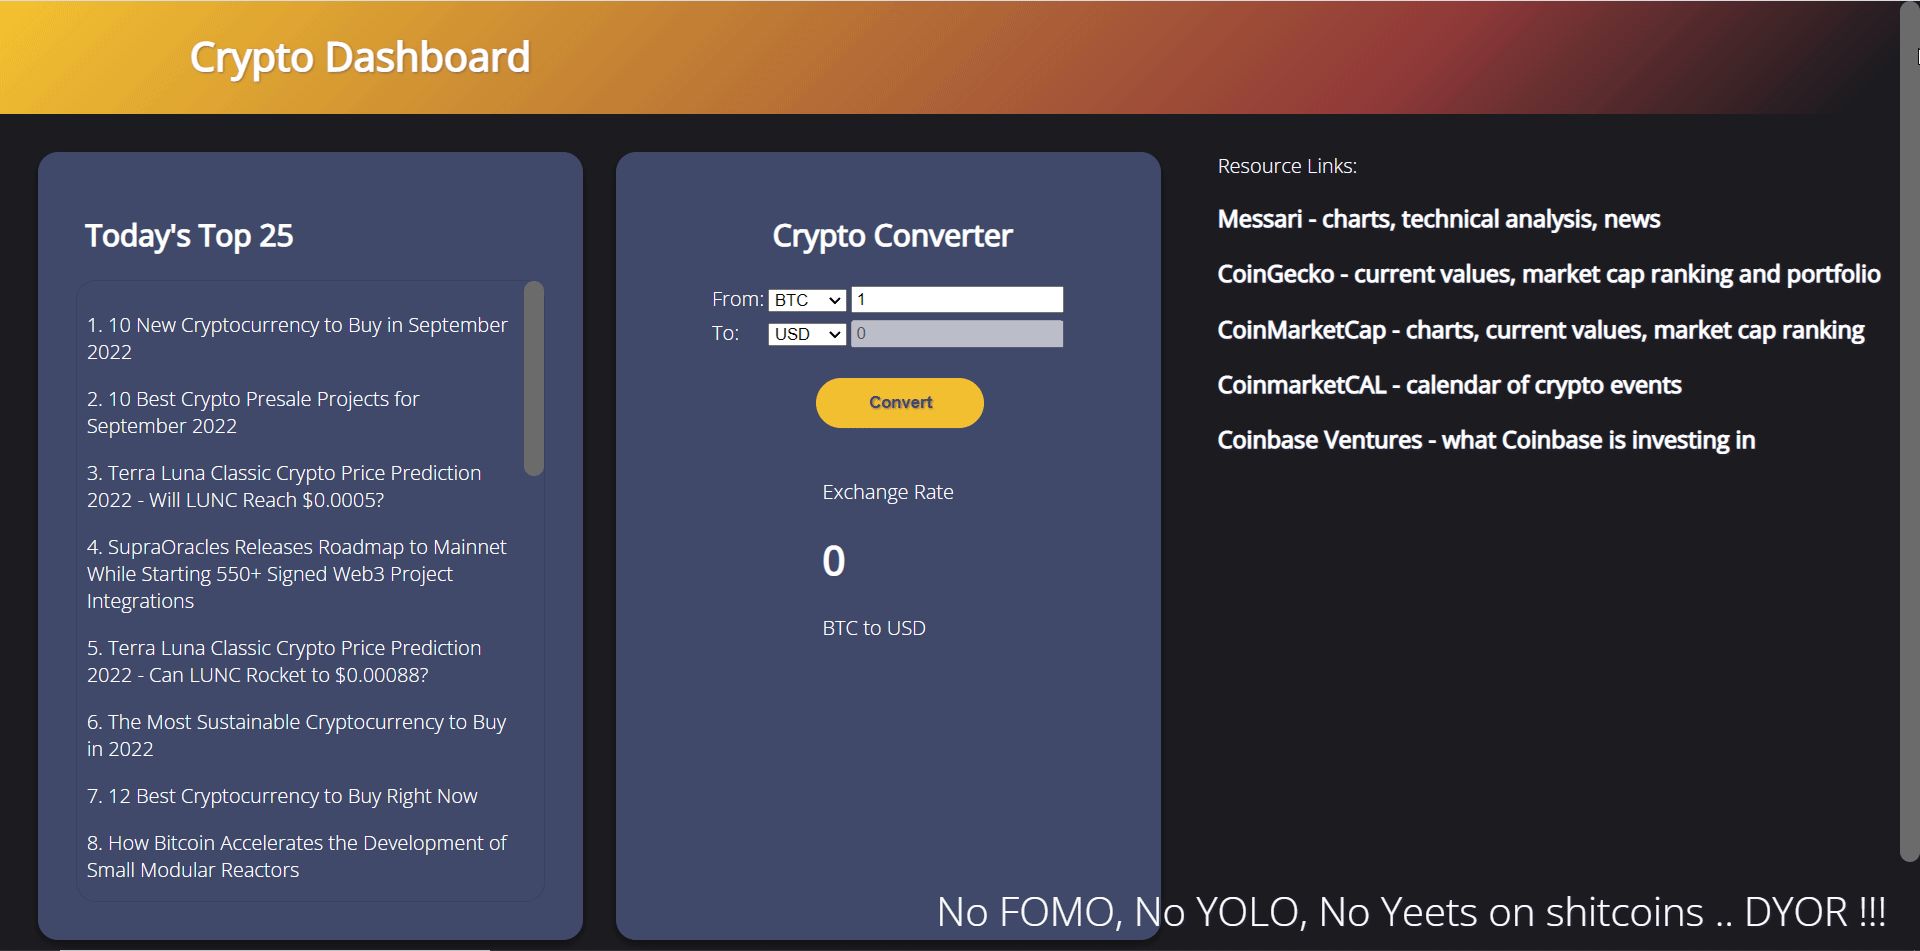 Crypto Dashboard
Today's Top 25
1. 10 New Cryptocurrency to Buy in September
2022
2. 10 Best Crypto Presale Projects for
September 2022
3. Terra Luna Classic Crypto Price Prediction
2022 - Will LUNC Reach $0.0005?
4. SupraOracles Releases Roadmap to Mainnet
While Starting 550+ Signed Web3 Project
Integrations
5. Terra Luna Classic Crypto Price Prediction
2022 - Can LUNC Rocket to $0.00088?
6. The Most Sustainable Cryptocurrency to Buy
in 2022
7. 12 Best Cryptocurrency to Buy Right Now
8. How Bitcoin Accelerates the Development of
Small Modular Reactors
Crypto Converter
From: BTC 1
To: USD 0
Convert
Exchange Rate
0
BTC to USD
Resource Links:
Messari - charts, technical analysis, news
CoinGecko - current values, market cap ranking and portfolio
CoinMarketCap - charts, current values, market cap ranking
CoinmarketCAL - calendar of crypto events
Coinbase Ventures - what Coinbase is investing in
No FOMO, No YOLO, No Yeets on shitcoins .. DYOR !!!